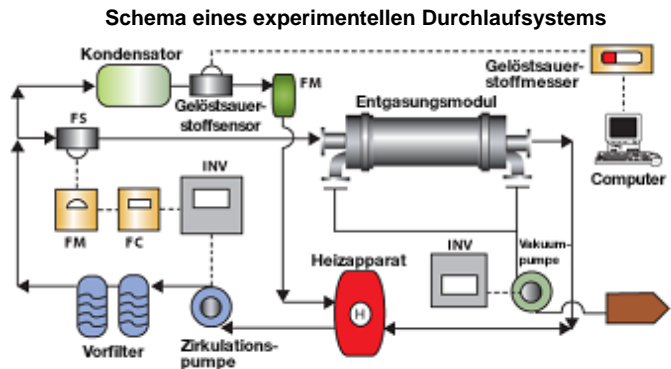 Schema eines experimentellen Durchlaufsystems
Kondensator
Gelöstsauer-
stoffsensor
FM
Gelöstsauer-
stoffmesser
Entgasungsmodul
Computer
FS
INV
FM
FC
Heizapparat
INV
Vakuum-
pumpe
H
Vorfilter
Zirkulations-
pumpe